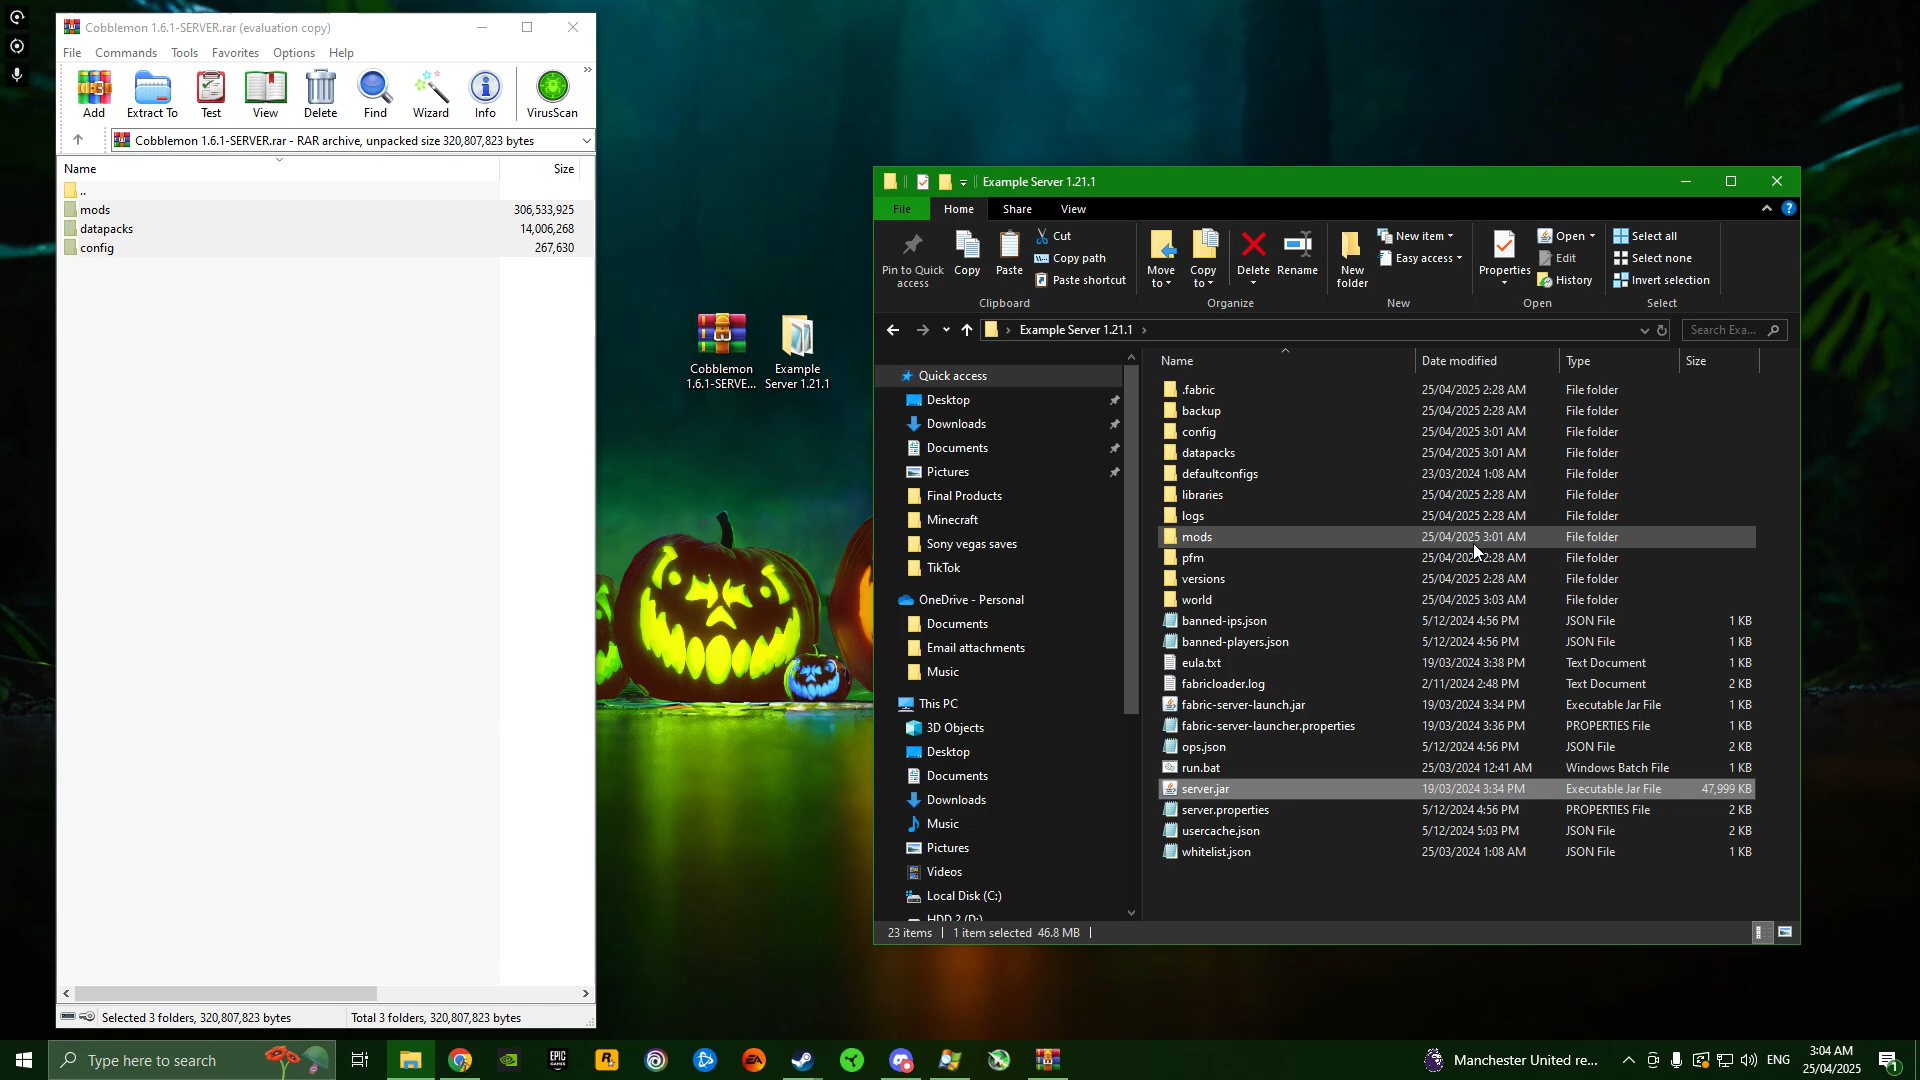 Cobblemon 1.6.1-SERVER.rar (evaluation copy)
File Commands Tools Favorites Options Help
Add Extract To Test View Delete Find Wizard Info VirusScan
Cobblemon 1.6.1-SERVER.rar - RAR archive, unpacked size 320,807,823 bytes
Name Size
..
mods 306,533,925
datapacks 14,006,268
config 267,630
Selected 3 folders, 320,807,823 bytes Total 3 folders, 320,807,823 bytes
Cobblemon
1.6.1-SERVE...
Example
Server 1.21.1
Example Server 1.21.1
File Home Share View
Pin to Quick
access
Copy
Paste
Cut
Copy path
Paste shortcut
Clipboard
Move
to
Copy
to
Delete
Rename
Organize
New
folder
New item
Easy access
New
Properties
Open
Edit
History
Open
Select all
Select none
Invert selection
Select
Example Server 1.21.1
Search Exa...
Quick access
Desktop
Downloads
Documents
Pictures
Final Products
Minecraft
Sony vegas saves
TikTok
OneDrive - Personal
Documents
Email attachments
Music
This PC
3D Objects
Desktop
Documents
Downloads
Music
Pictures
Videos
Local Disk (C:)
HDD 2 (D:)
Name Date modified Type Size
.fabric 25/04/2025 2:28 AM File folder
backup 25/04/2025 2:28 AM File folder
config 25/04/2025 3:01 AM File folder
datapacks 25/04/2025 3:01 AM File folder
defaultconfigs 23/03/2024 1:08 AM File folder
libraries 25/04/2025 2:28 AM File folder
logs 25/04/2025 2:28 AM File folder
mods 25/04/2025 3:01 AM File folder
pfm 25/04/2025 2:28 AM File folder
versions 25/04/2025 2:28 AM File folder
world 25/04/2025 3:03 AM File folder
banned-ips.json 5/12/2024 4:56 PM JSON File 1 KB
banned-players.json 5/12/2024 4:56 PM JSON File 1 KB
eula.txt 19/03/2024 3:38 PM Text Document 1 KB
fabricloader.log 2/11/2024 2:48 PM Text Document 2 KB
fabric-server-launch.jar 19/03/2024 3:34 PM Executable Jar File 1 KB
fabric-server-launcher.properties 19/03/2024 3:36 PM PROPERTIES File 1 KB
ops.json 5/12/2024 4:56 PM JSON File 2 KB
run.bat 25/03/2024 12:41 AM Windows Batch File 1 KB
server.jar 19/03/2024 3:34 PM Executable Jar File 47,999 KB
server.properties 5/12/2024 4:56 PM PROPERTIES File 2 KB
usercache.json 5/12/2024 5:03 PM JSON File 2 KB
whitelist.json 25/03/2024 1:08 AM JSON File 1 KB
23 items 1 item selected 46.8 MB
Type here to search
EPIC
GAMES
R
EA
Manchester United re...
ENG
3:04 AM
25/04/2025
1